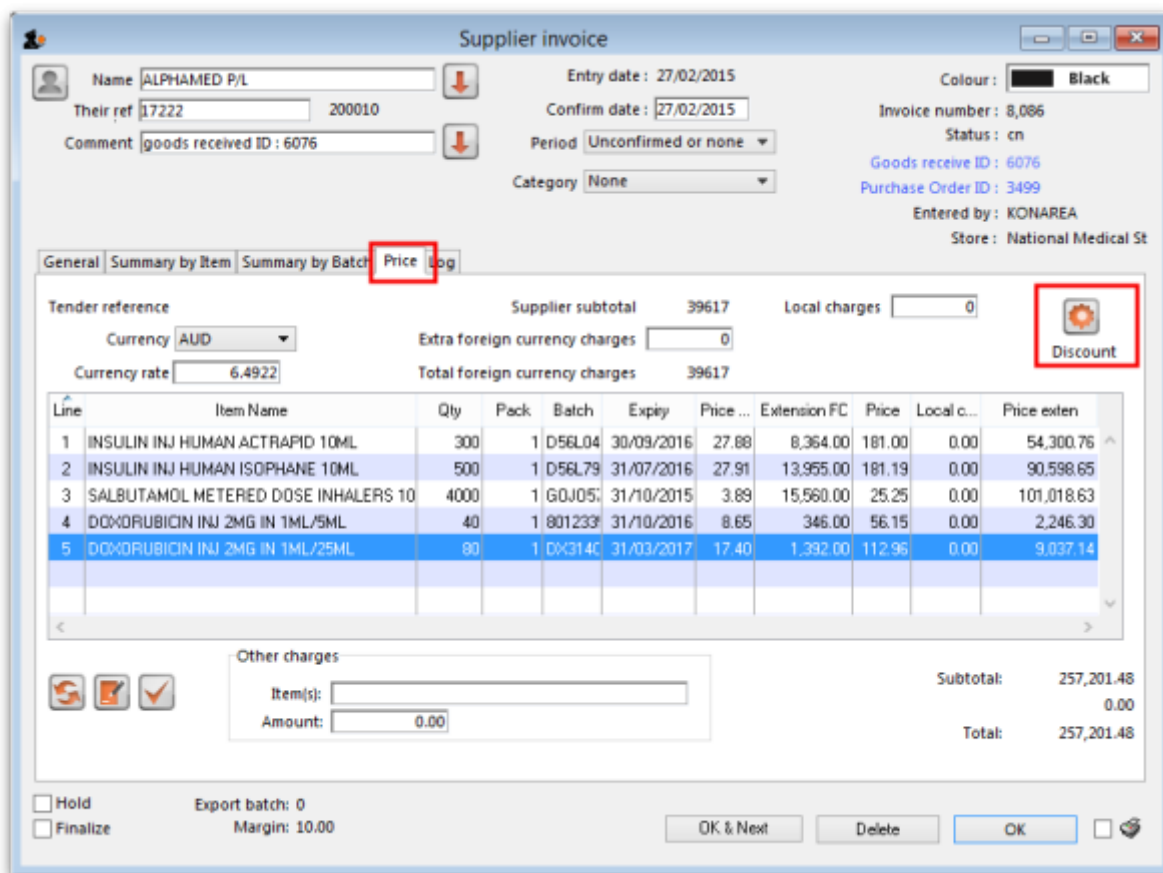 Supplier invoice
Name ALPHAMED P/L
Their ref 17222 200010
Comment goods received ID : 6076
Entry date : 27/02/2015
Confirm date : 27/02/2015
Period Unconfirmed or none
Category None
Colour : Black
Invoice number : 8,086
Status : cn
Goods receive ID : 6076
Purchase Order ID : 3499
Entered by : KONAREA
Store : National Medical St
General Summary by Item Summary by Batch Price Log
Tender reference Supplier subtotal 39617 Local charges 0
Currency AUD Extra foreign currency charges 0
Currency rate 6.4922 Total foreign currency charges 39617
Discount
Line Item Name Qty Pack Batch Expiry Price ... Extension FC Price Local c... Price exten
1 INSULIN INJ HUMAN ACTRAPID 10ML 300 1 D56L04 30/09/2016 27.88 8,364.00 181.00 0.00 54,300.76
2 INSULIN INJ HUMAN ISOPHANE 10ML 500 1 D56L79 31/07/2016 27.91 13,955.00 181.19 0.00 90,598.65
3 SALBUTAMOL METERED DOSE INHALERS 10 4000 1 31/10/2015 3.89 15,560.00 25.25 0.00 101,018.63
4 DOXORUBICIN INJ 2MG IN 1ML/5ML 40 1 31/10/2016 8.65 346.00 56.15 0.00 2,246.30
5 DOXORUBICIN INJ 2MG IN 1ML/25ML 80 1 DX314C 31/03/2017 17.40 1,392.00 112.96 0.00 9,037.14
Other charges
Item(s):
Amount: 0.00
Subtotal: 257,201.48
0.00
Total: 257,201.48
Hold Export batch: 0
Finalize Margin: 10.00
OK & Next Delete OK